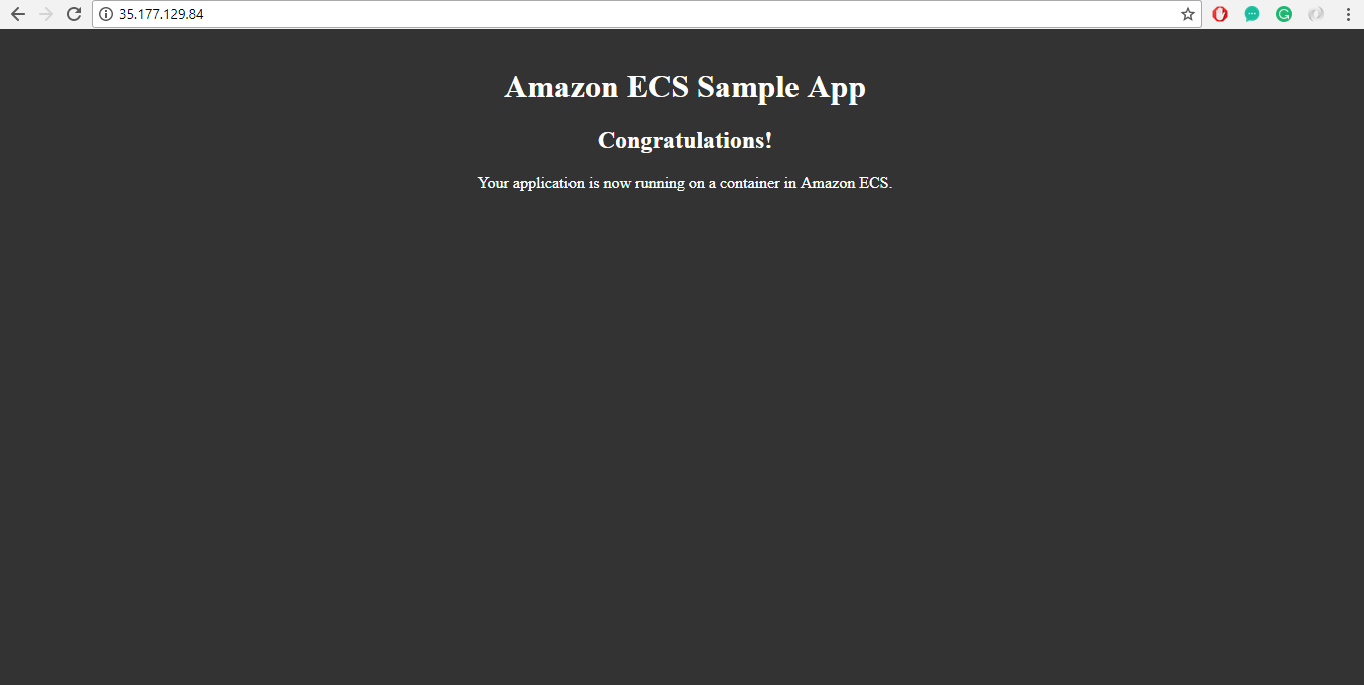 35.177.129.84
Amazon ECS Sample App
Congratulations!
Your application is now running on a container in Amazon ECS.